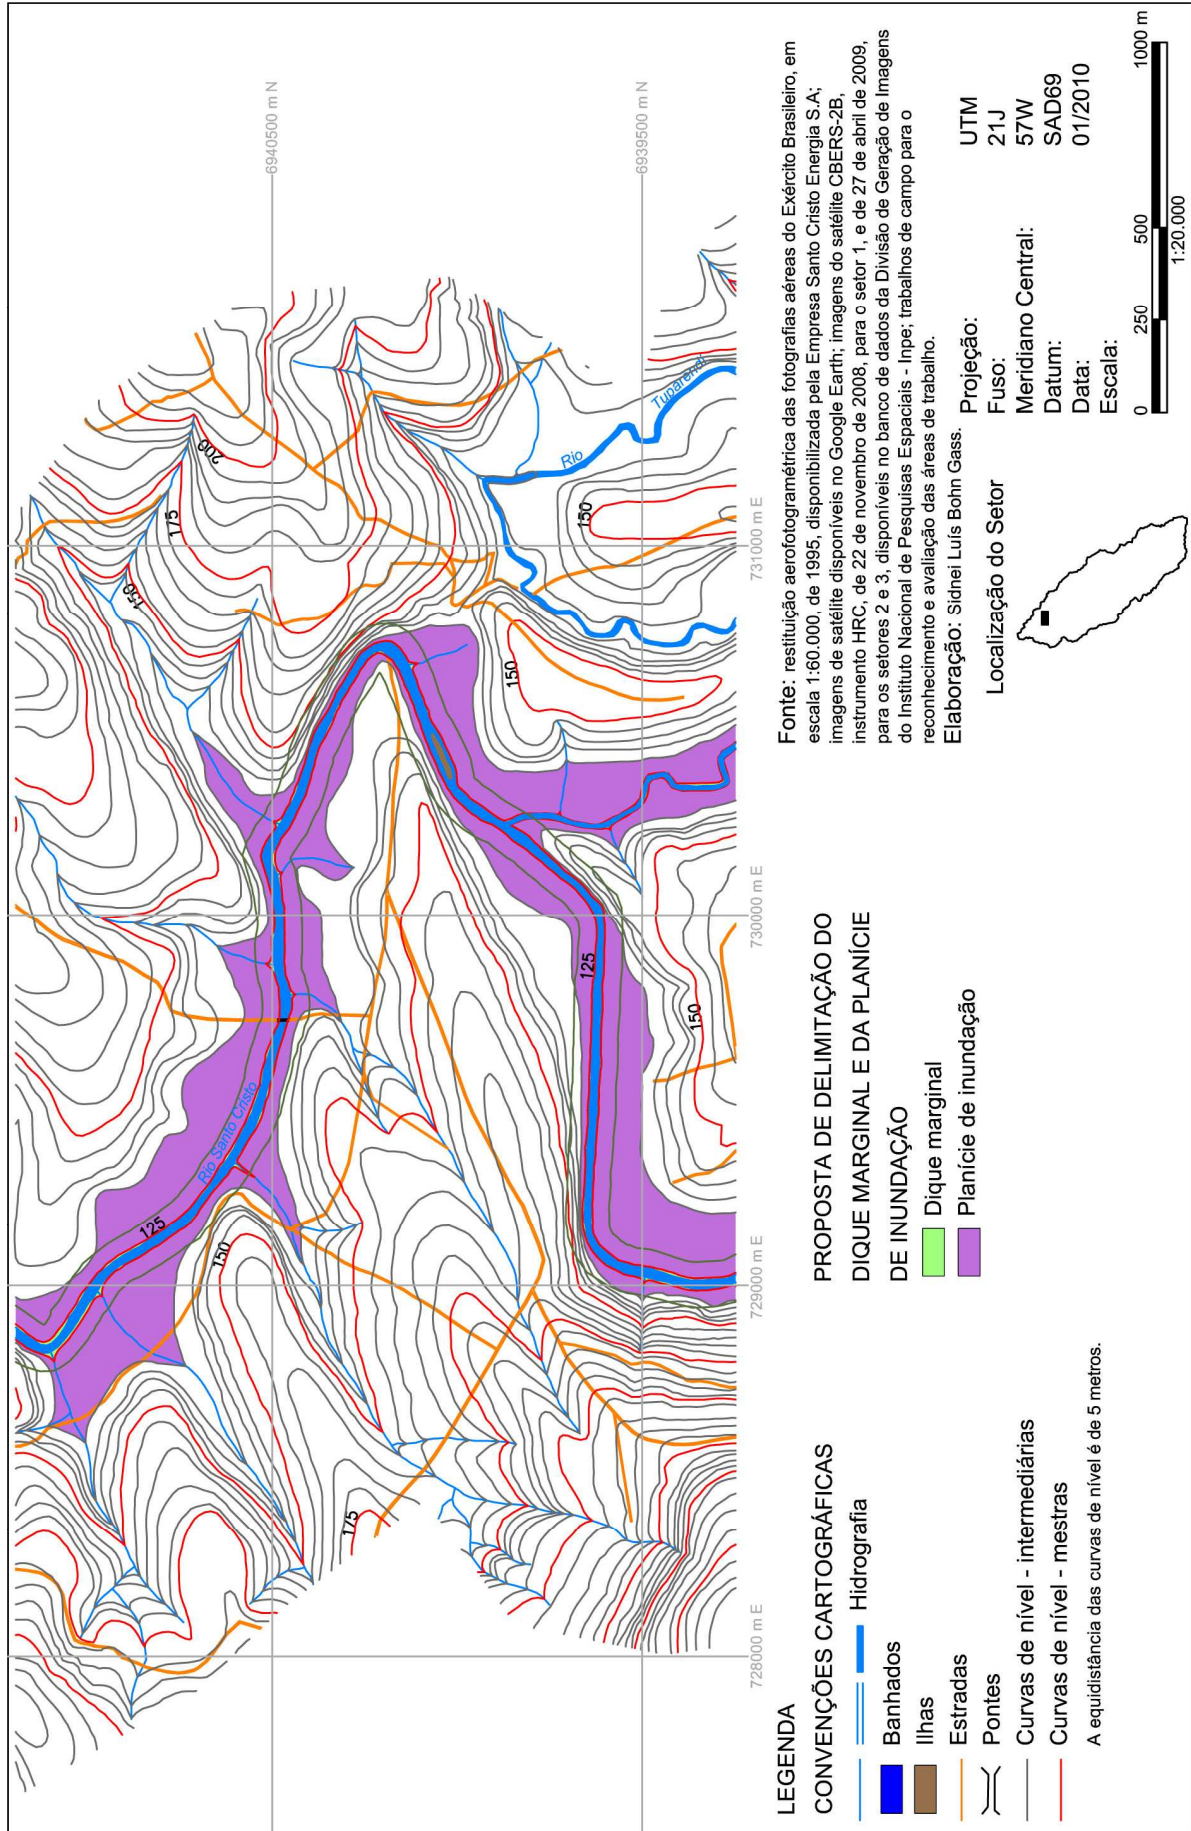 6940500 m N
6939500 m N
728000 m E
729000 m E
730000 m E
731000 m E
200
175
150
150
150
150
125
Rio Santo Cristo
150
125
150
175
Rio
Tuparendi
LEGENDA
CONVENÇÕES CARTOGRÁFICAS
Hidrografia
Banhados
Ilhas
Estradas
Pontes
Curvas de nível - intermediárias
Curvas de nível - mestras
A equidistância das curvas de nível é de 5 metros.
PROPOSTA DE DELIMITAÇÃO DO
DIQUE MARGINAL E DA PLANÍCIE
DE INUNDAÇÃO
Dique marginal
Planície de inundação
Fonte: restituição aerofotogramétrica das fotografias aéreas do Exército Brasileiro, em
escala 1:60.000, de 1995, disponibilizada pela Empresa Santo Cristo Energia S.A;
imagens de satélite disponíveis no Google Earth; imagens do satélite CBERS-2B,
instrumento HRC, de 22 de novembro de 2008, para o setor 1, e de 27 de abril de 2009,
para os setores 2 e 3, disponíveis no banco de dados da Divisão de Geração de Imagens
do Instituto Nacional de Pesquisas Espaciais - Inpe; trabalhos de campo para o
reconhecimento e avaliação das áreas de trabalho.
Elaboração: Sidnei Luís Bohn Gass.
Localização do Setor
Projeção: UTM
Fuso: 21J
Meridiano Central: 57W
Datum: SAD69
Data: 01/2010
Escala:
0 250 500 1000 m
1:20.000